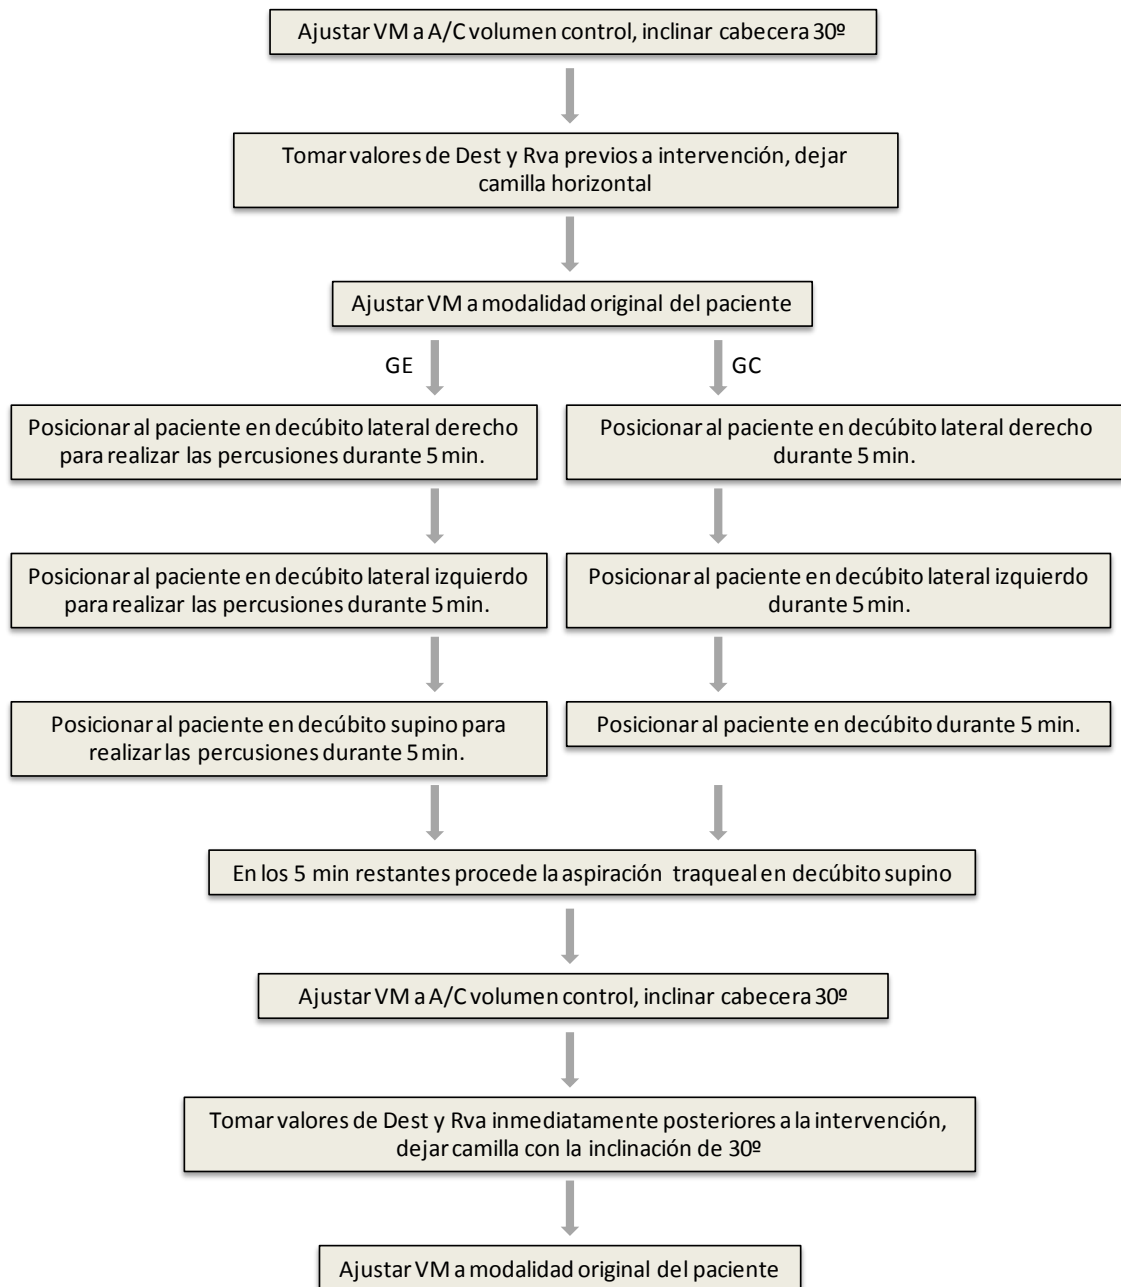 Ajustar VM a A/C volumen control, inclinar cabecera 30º
Tomar valores de Dest y Rva previos a intervención, dejar
camilla horizontal
Ajustar VM a modalidad original del paciente
GE
GC
Posicionar al paciente en decúbito lateral derecho
para realizar las percusiones durante 5 min.
Posicionar al paciente en decúbito lateral derecho
durante 5 min.
Posicionar al paciente en decúbito lateral izquierdo
para realizar las percusiones durante 5 min.
Posicionar al paciente en decúbito lateral izquierdo
durante 5 min.
Posicionar al paciente en decúbito supino para
realizar las percusiones durante 5 min.
Posicionar al paciente en decúbito durante 5 min.
En los 5 min restantes procede la aspiración traqueal en decúbito supino
Ajustar VM a A/C volumen control, inclinar cabecera 30º
Tomar valores de Dest y Rva inmediatamente posteriores a la intervención,
dejar camilla con la inclinación de 30º
Ajustar VM a modalidad original del paciente